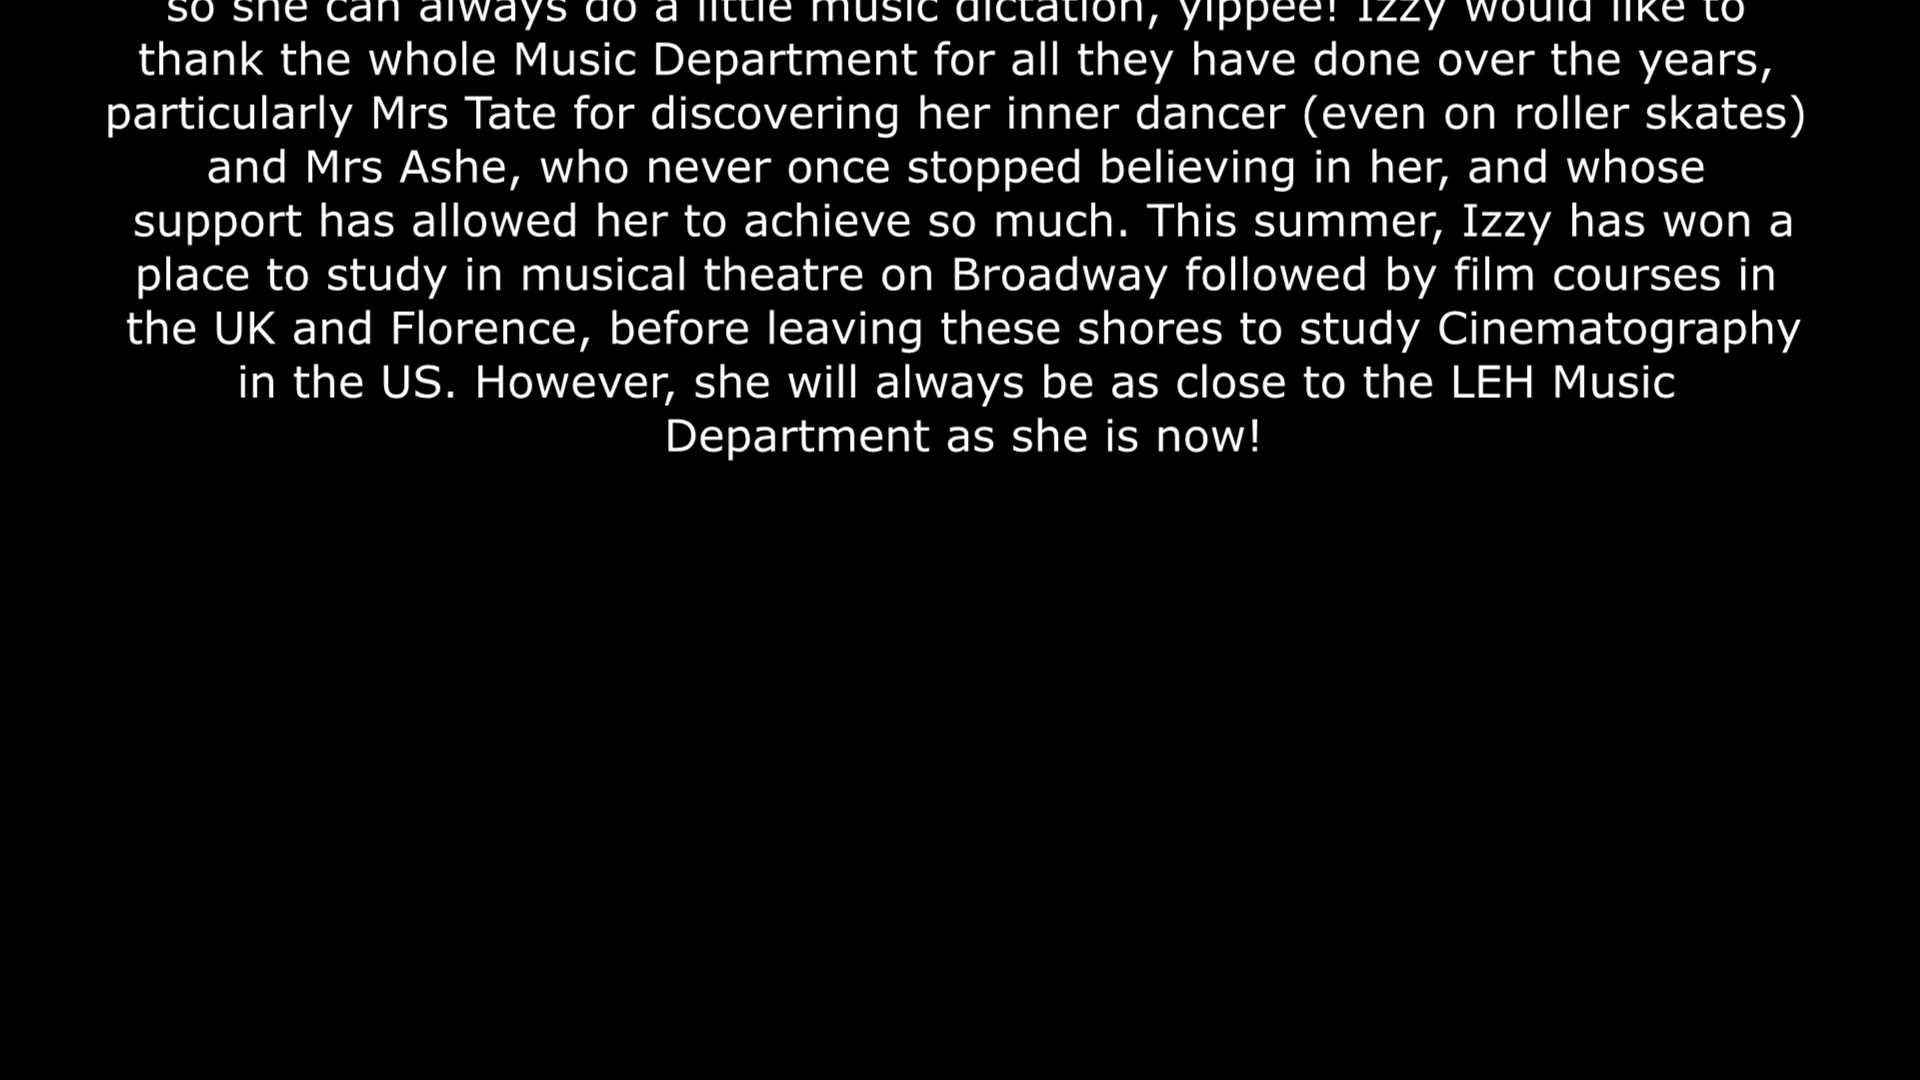 so she can always do a little music dictation, yippee! Izzy would like to
thank the whole Music Department for all they have done over the years,
particularly Mrs Tate for discovering her inner dancer (even on roller skates)
and Mrs Ashe, who never once stopped believing in her, and whose
support has allowed her to achieve so much. This summer, Izzy has won a
place to study in musical theatre on Broadway followed by film courses in
the UK and Florence, before leaving these shores to study Cinematography
in the US. However, she will always be as close to the LEH Music
Department as she is now!